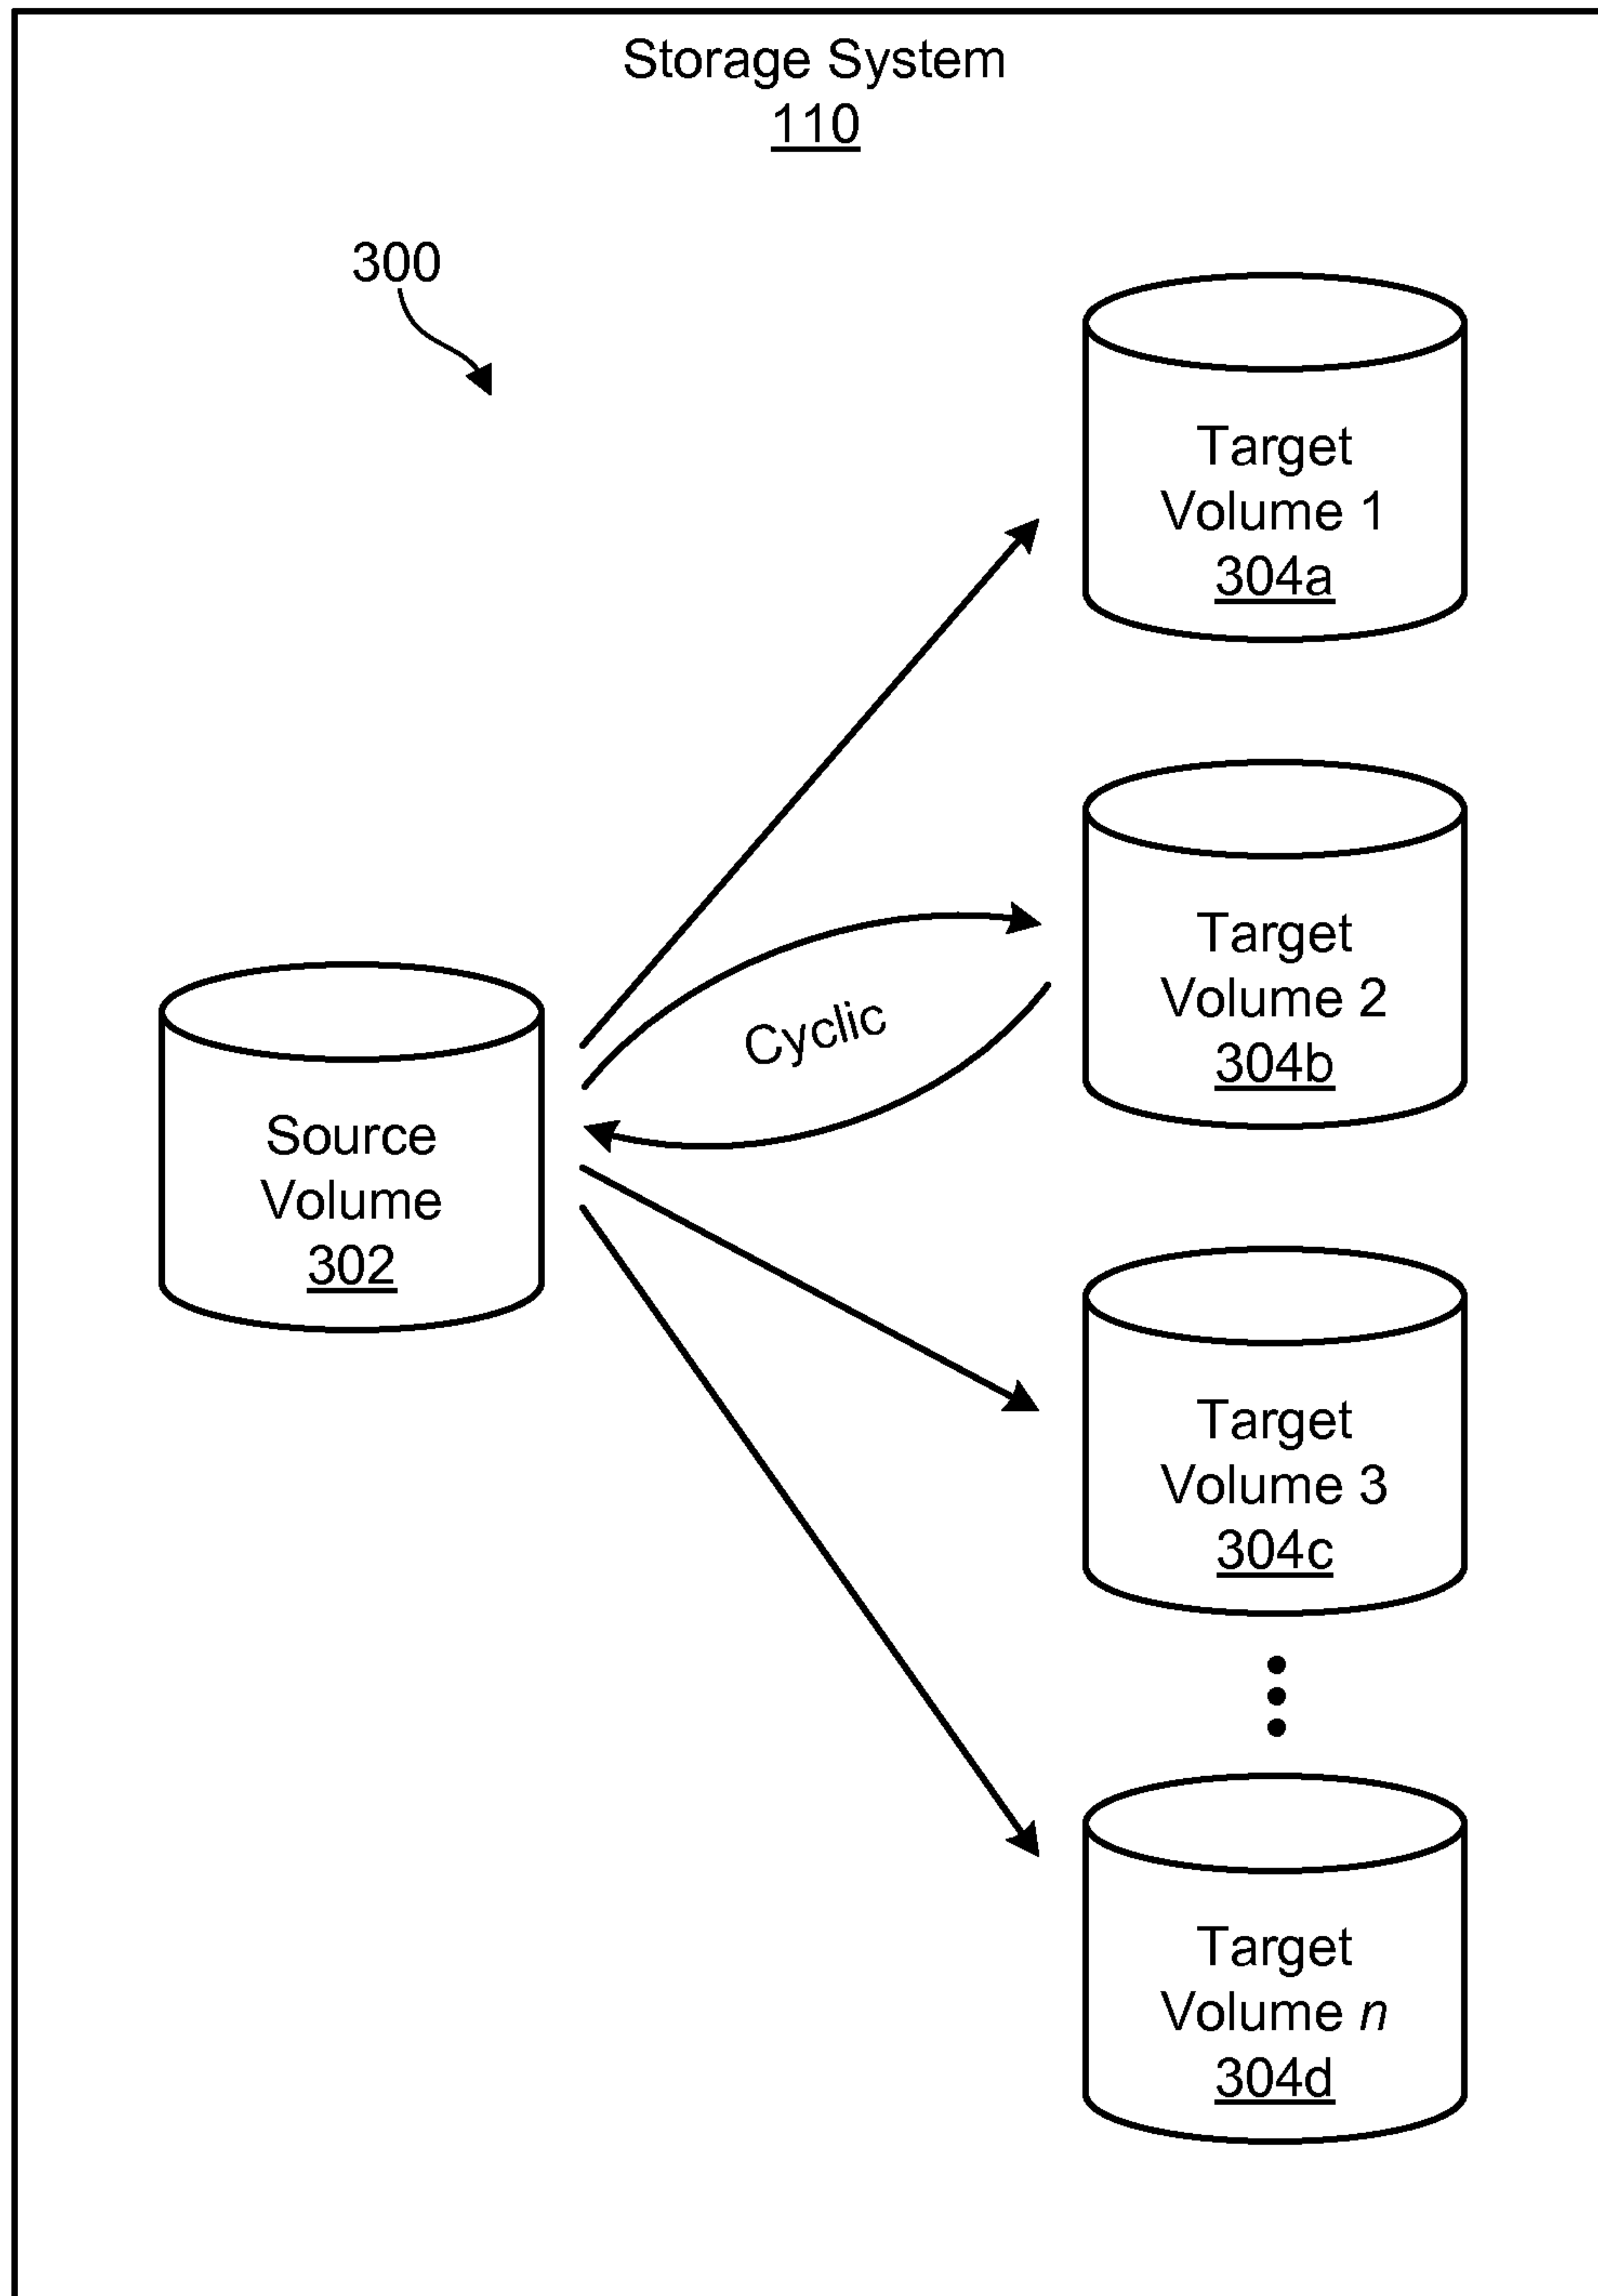 Storage System
110
300
Target
Volume 1
304a
Target
Volume 2
304b
Cyclic
Source
Volume
302
Target
Volume 3
304c
Target
Volume n
304d